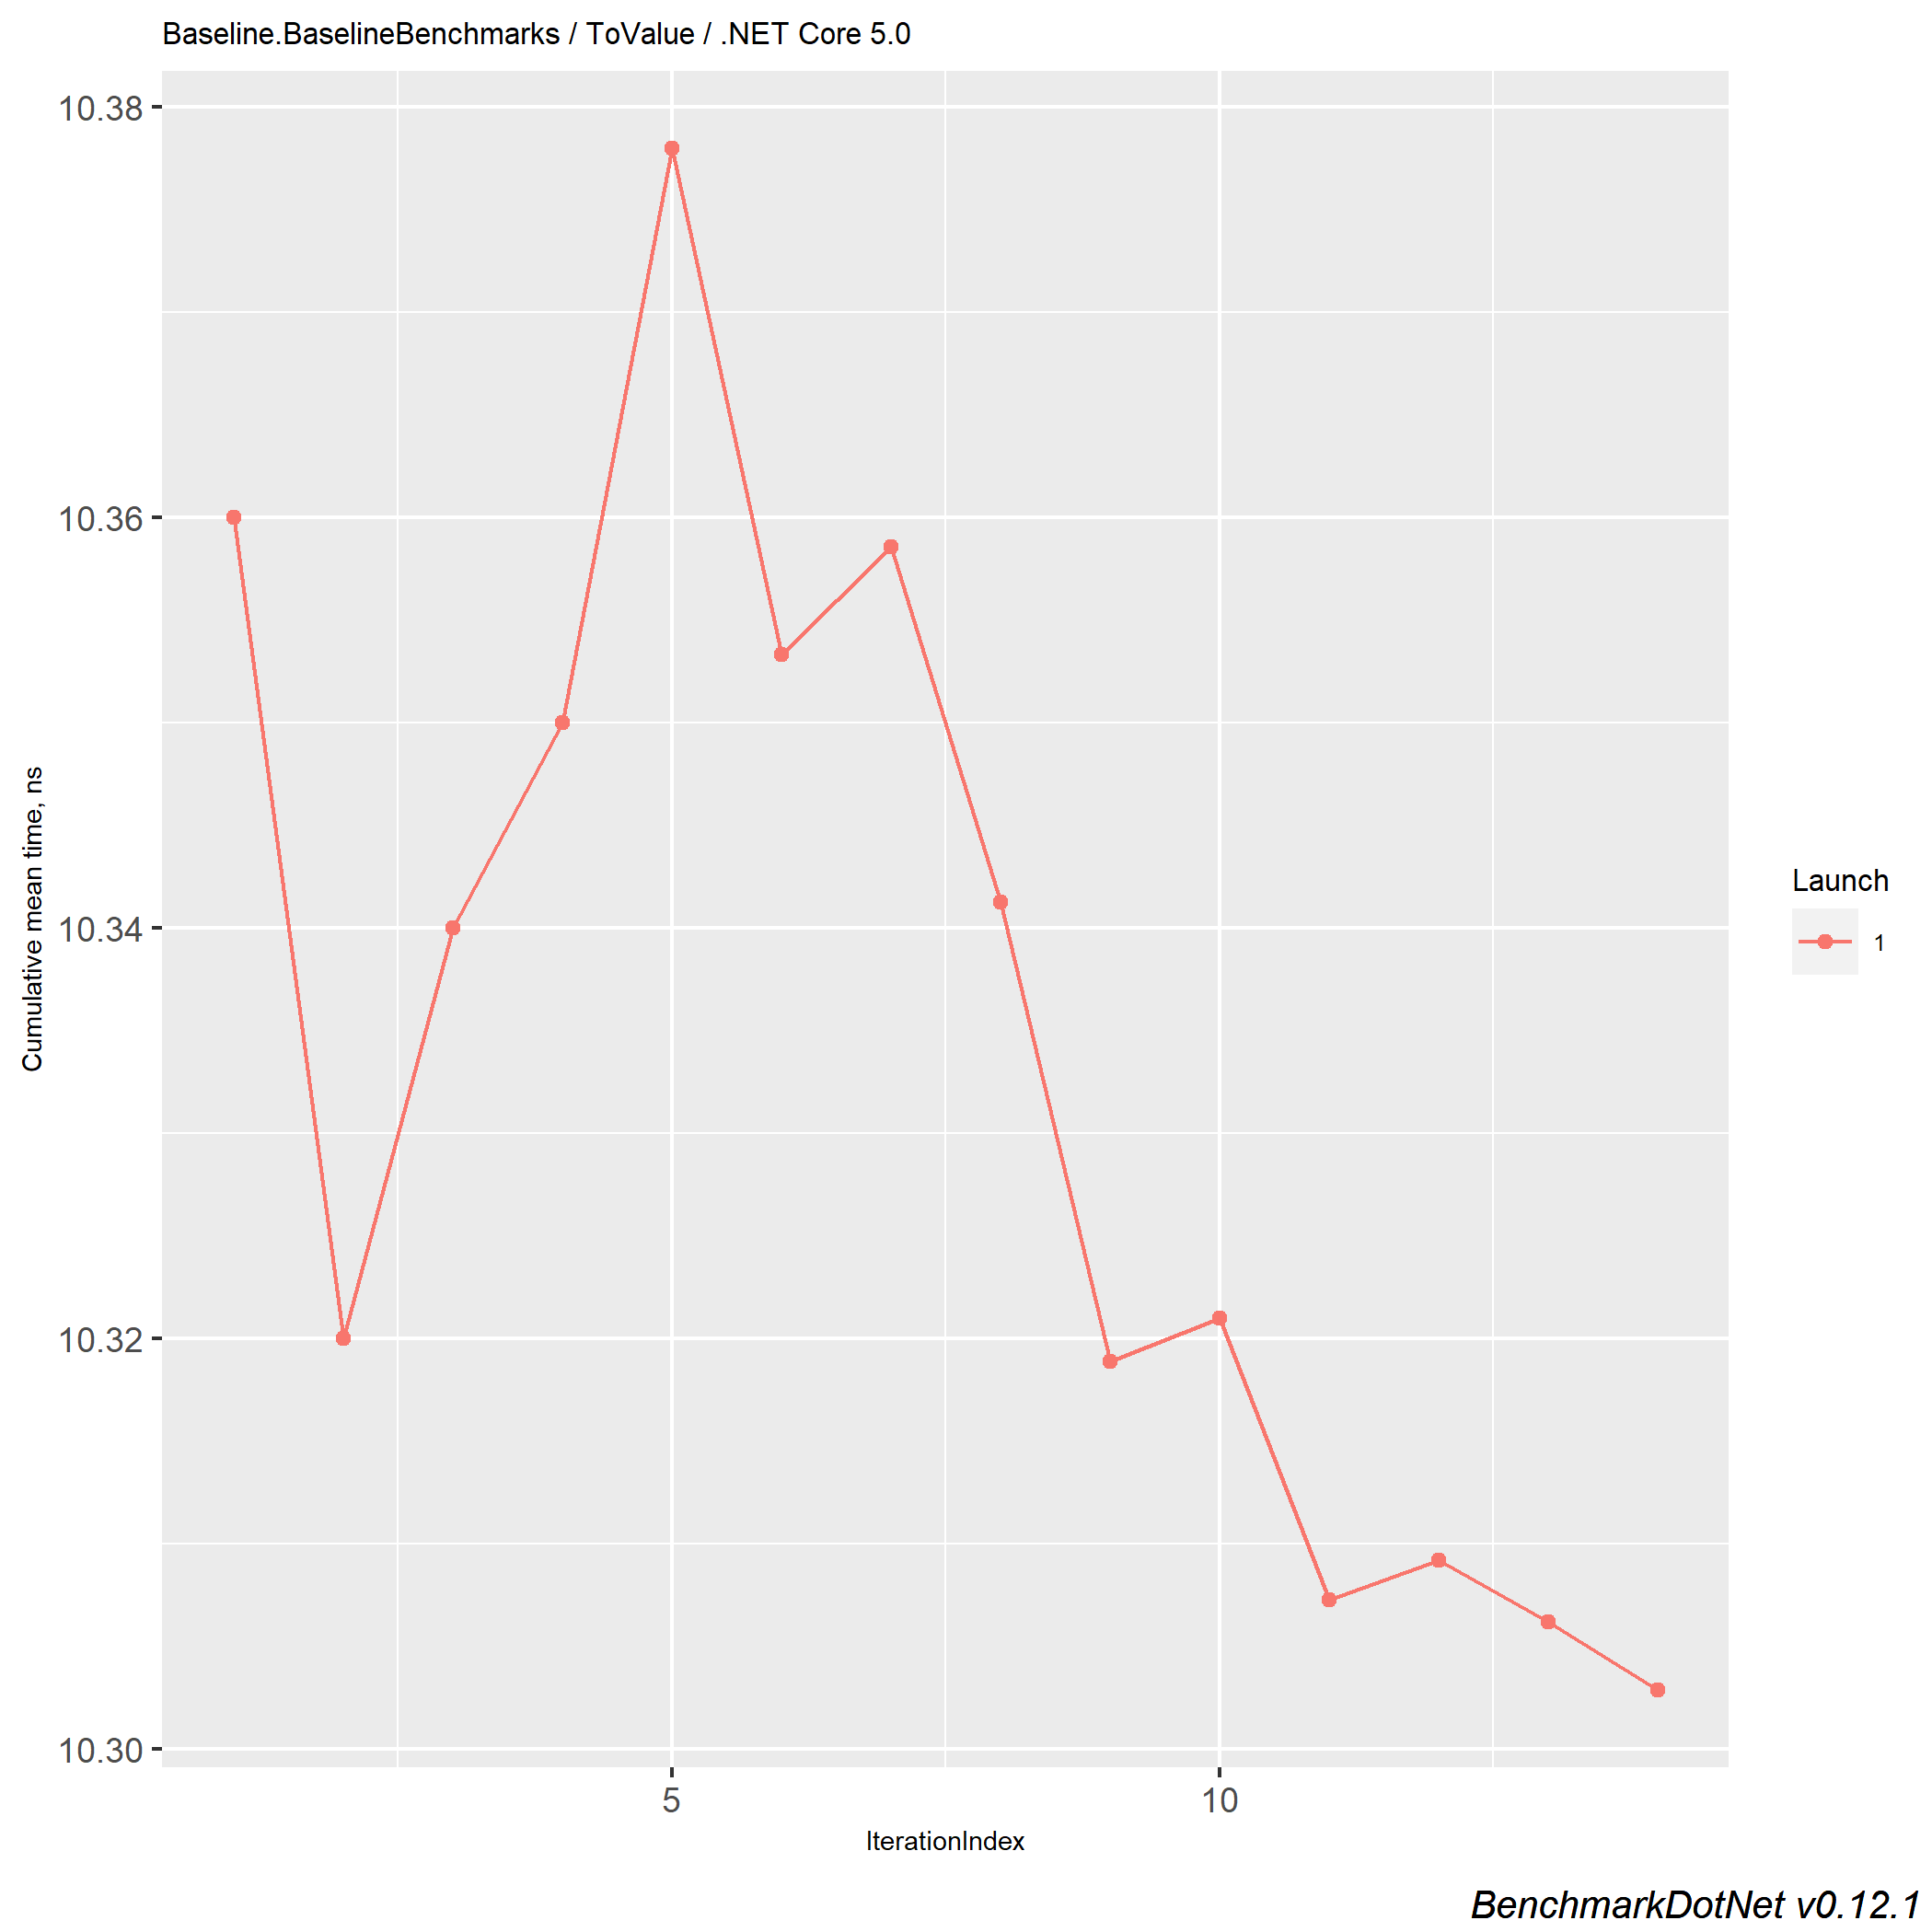 Baseline.BaselineBenchmarks / ToValue / .NET Core 5.0
10.38
10.36
10.34
10.32
10.30
Cumulative mean time, ns
5
10
IterationIndex
Launch
1
BenchmarkDotNet v0.12.1